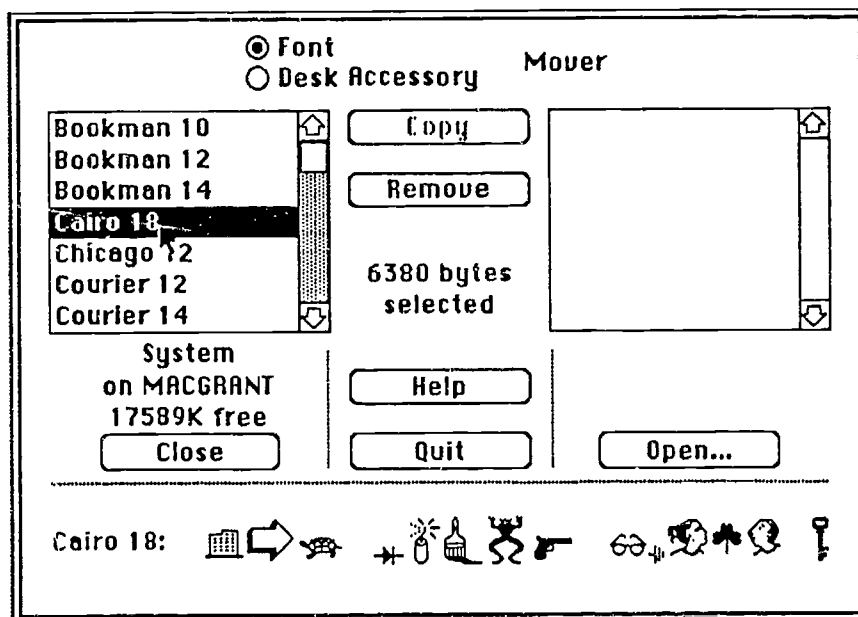 Font
Desk Accessory
Mover
Bookman 10
Bookman 12
Bookman 14
Cairo 18
Chicago 12
Courier 12
Courier 14
Copy
Remove
6380 bytes
selected
System
on MACGRANT
17589K free
Close
Help
Quit
Open...
Cairo 18: